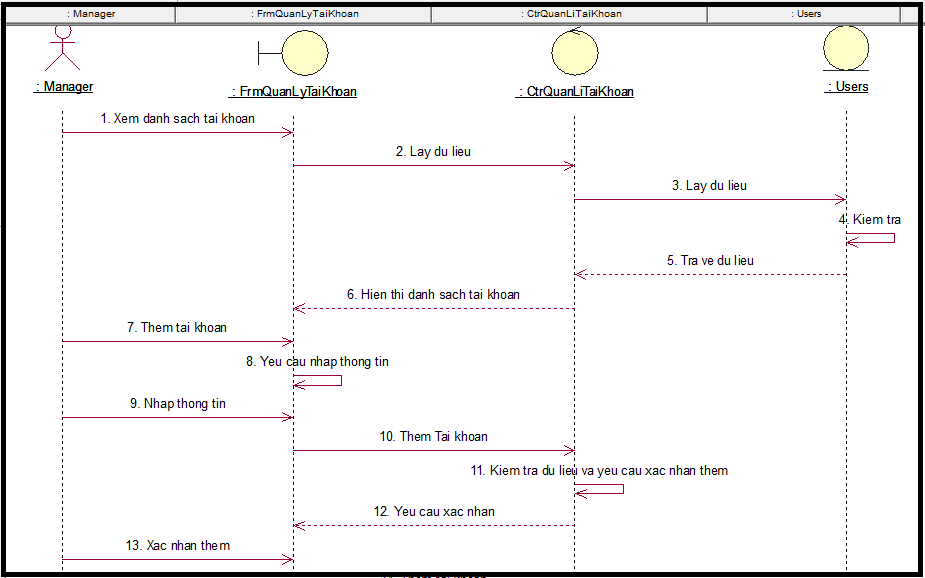 : Manager
: FrmQuanLyTaiKhoan
: CtrQuanLiTaiKhoan
: Users
: Manager
: FrmQuanLyTaiKhoan
: CtrQuanLiTaiKhoan
: Users
1. Xem danh sach tai khoan
2. Lay du lieu
3. Lay du lieu
4. Kiem tra
5. Tra ve du lieu
6. Hien thi danh sach tai khoan
7. Them tai khoan
8. Yeu cau nhap thong tin
9. Nhap thong tin
10. Them Tai khoan
11. Kiem tra du lieu va yeu cau xac nhan them
12. Yeu cau xac nhan
13. Xac nhan them